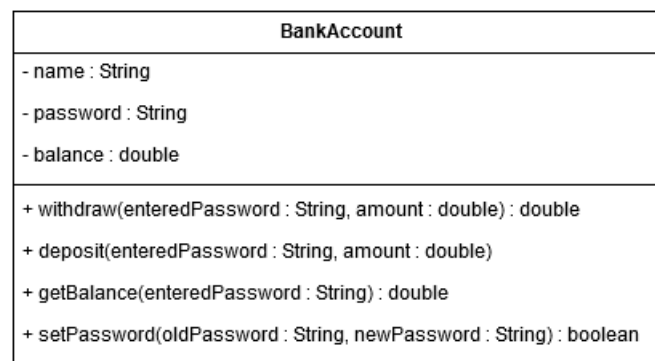 BankAccount
- name : String
- password : String
- balance : double
+ withdraw(enteredPassword : String, amount : double) : double
+ deposit(enteredPassword : String, amount : double)
+ getBalance(enteredPassword : String) : double
+ setPassword(oldPassword : String, newPassword : String) : boolean